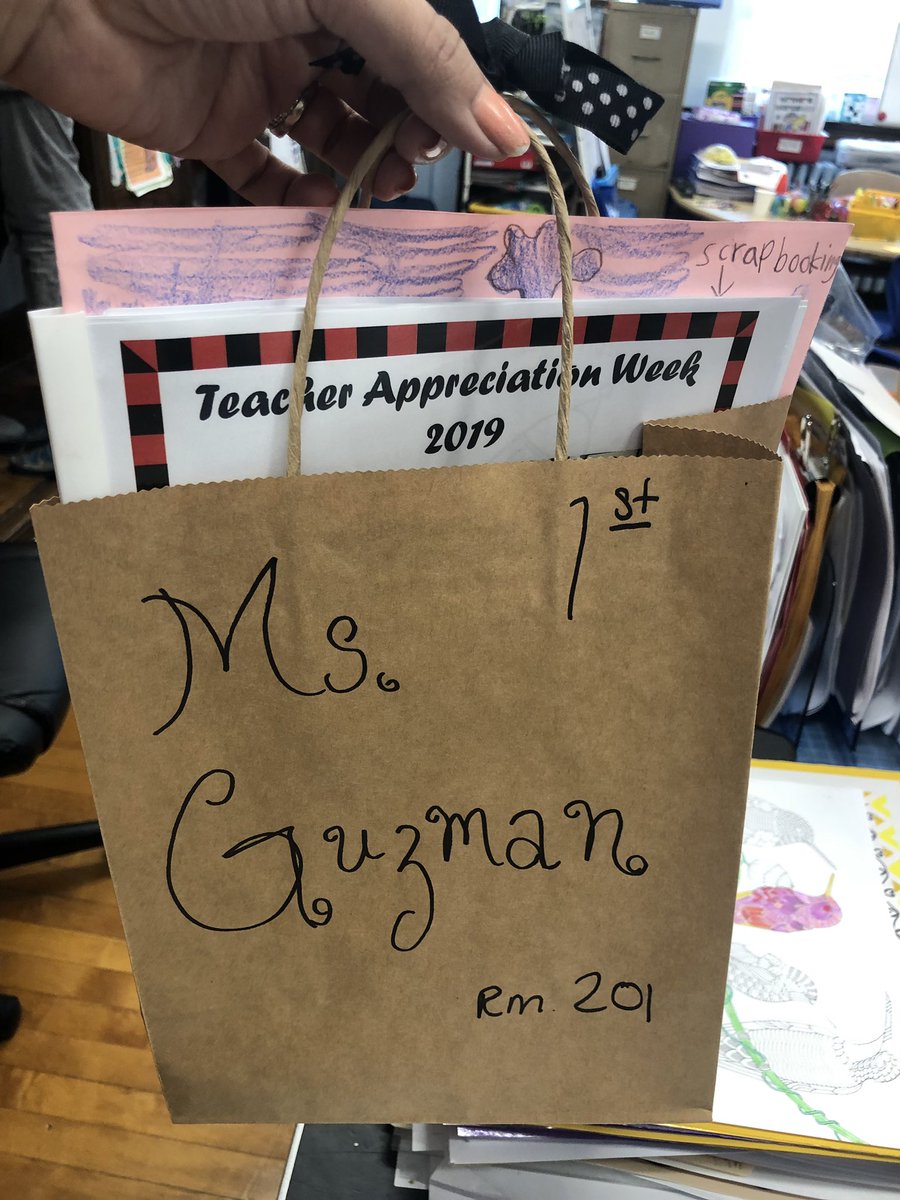 scrapbooking
Teacher Appreciation Week
2019
1st
Ms.
Guzman
Rm. 201